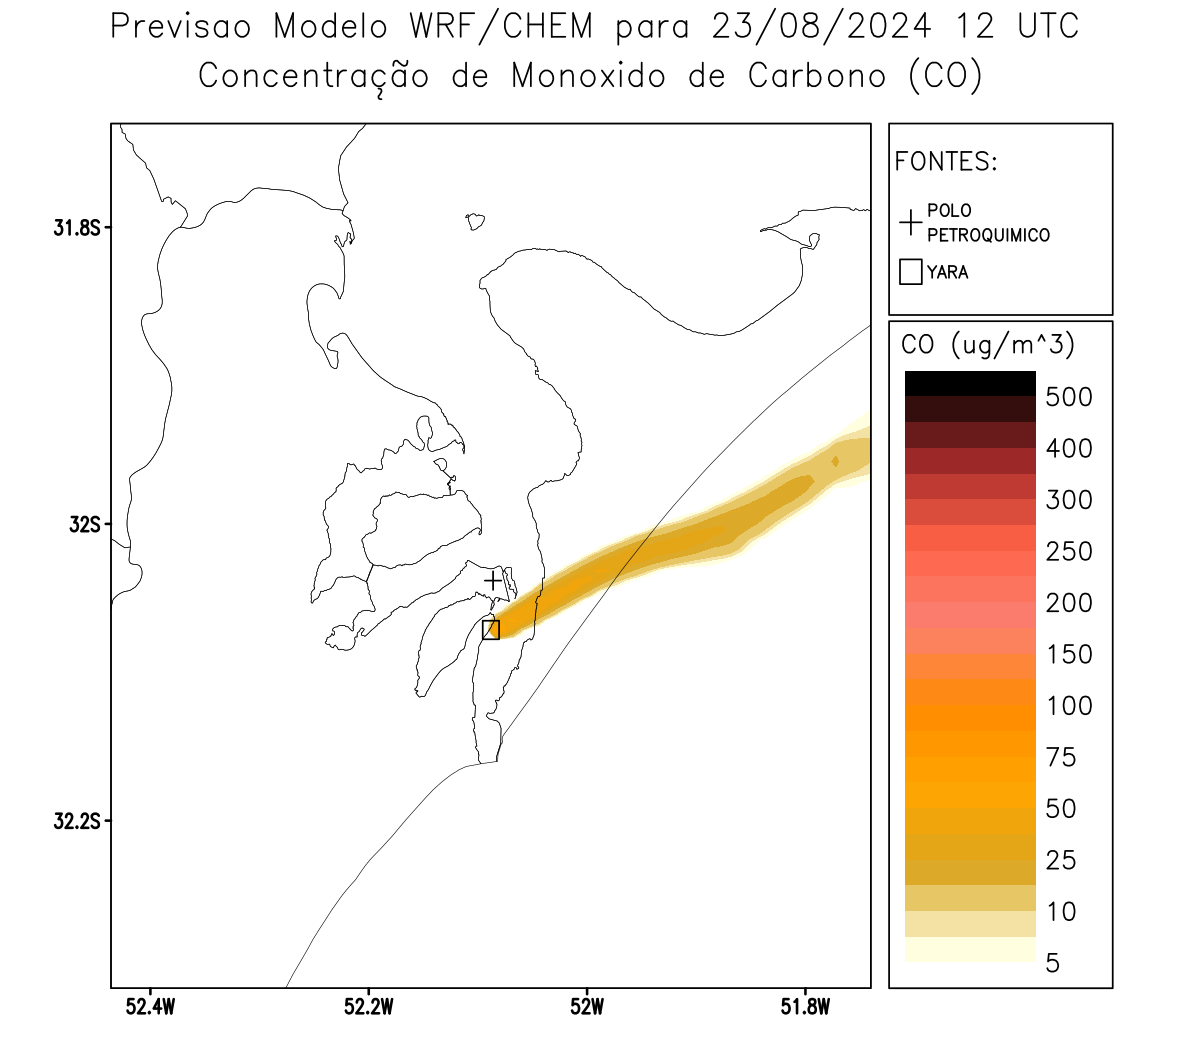 Previsao Modelo WRF/CHEM para 23/08/2024 12 UTC
Concentração de Monoxido de Carbono (CO)
FONTES:
POLO
PETROQUIMICO
YARA
CO (ug/m^3)
500
400
300
250
200
150
100
75
50
25
10
5
31.8S
32S
32.2S
52.4W
52.2W
52W
51.8W